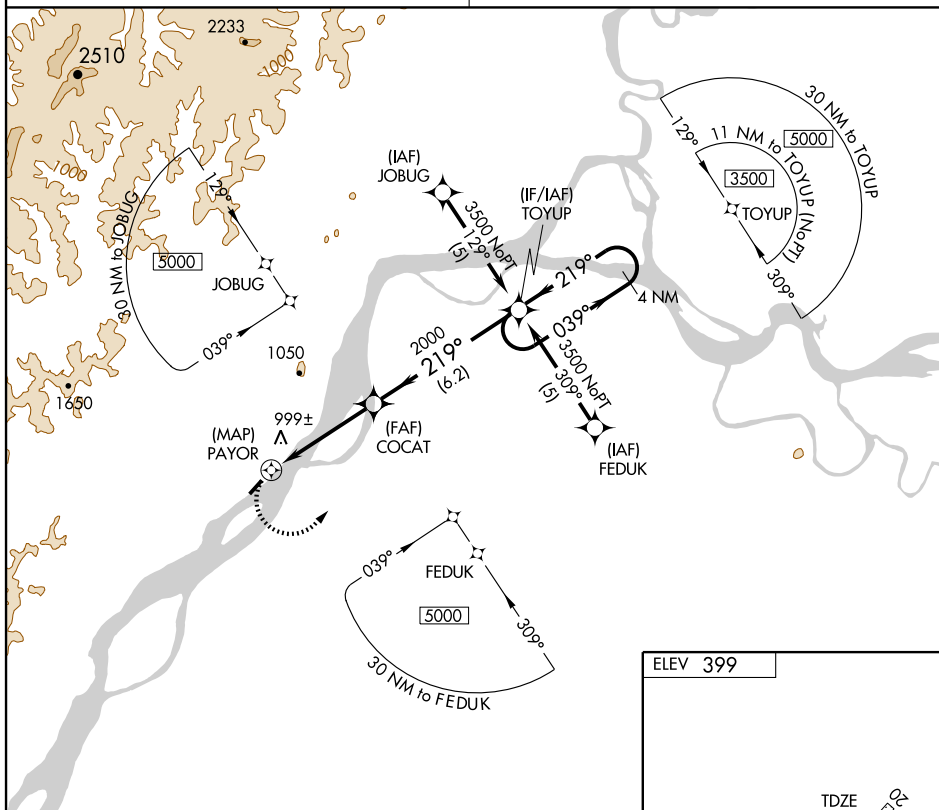 2233
2510
1000
1000
129°
30 NM to JOBUG
5000
JOBUG
039°
1050
1650
(IAF)
JOBUG
3500 NoPT
129°
(5)
(IF/IAF)
TOYUP
219°
4 NM
039°
2000
219°
(6.2)
3500 NoPT
309°
(5)
(IAF)
FEDUK
(FAF)
COCAT
999±
(MAP)
PAYOR
30 NM to TOYUP
5000
129°
11 NM to TOYUP (NoPT)
3500
TOYUP
309°
039°
FEDUK
5000
309°
30 NM to FEDUK
ELEV 399
TDZE
20